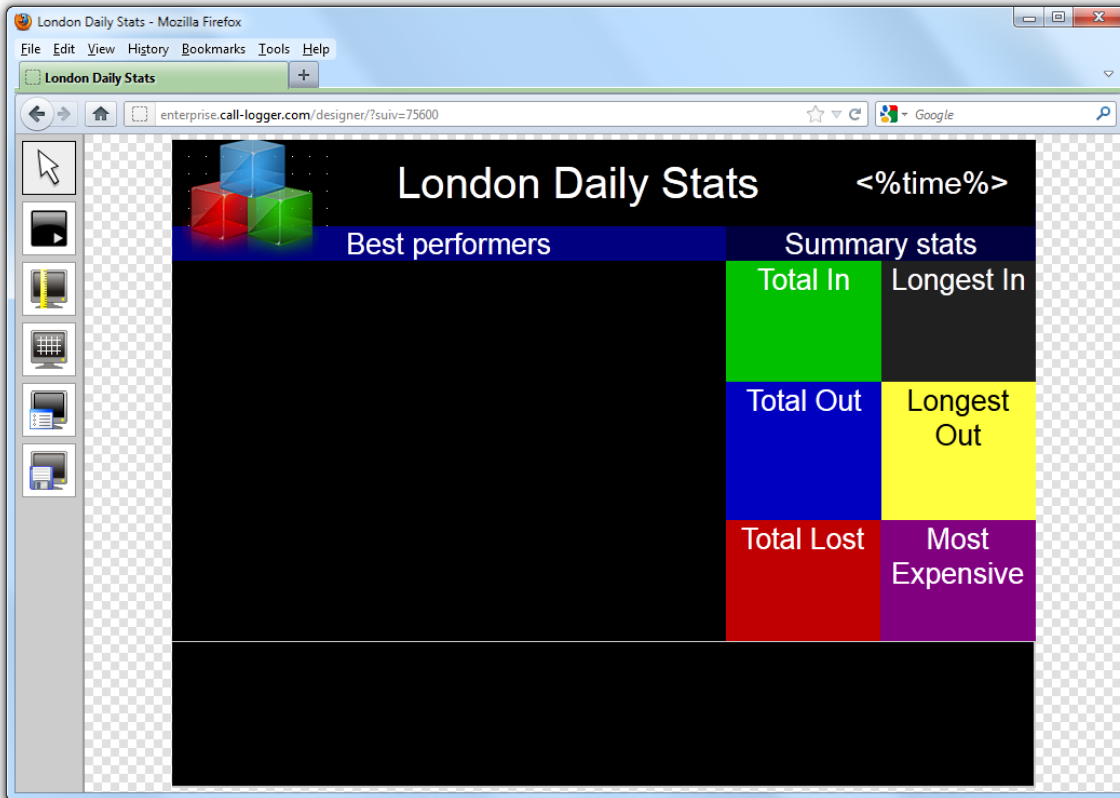 London Daily Stats - Mozilla Firefox
File Edit View History Bookmarks Tools Help
London Daily Stats
enterprise.call-logger.com/designer/?suiv=75600
Google
London Daily Stats
<%time%>
Best performers
Summary stats
Total In
Longest In
Total Out
Longest
Out
Total Lost
Most
Expensive